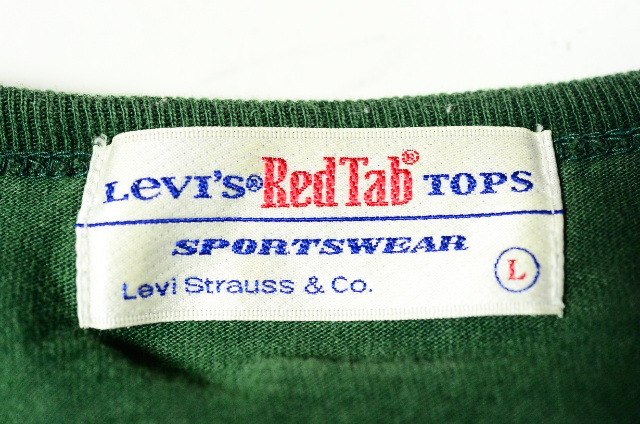 LEVI'S® RedTab® TOPS
SPORTSWEAR
Levi Strauss & Co.
L